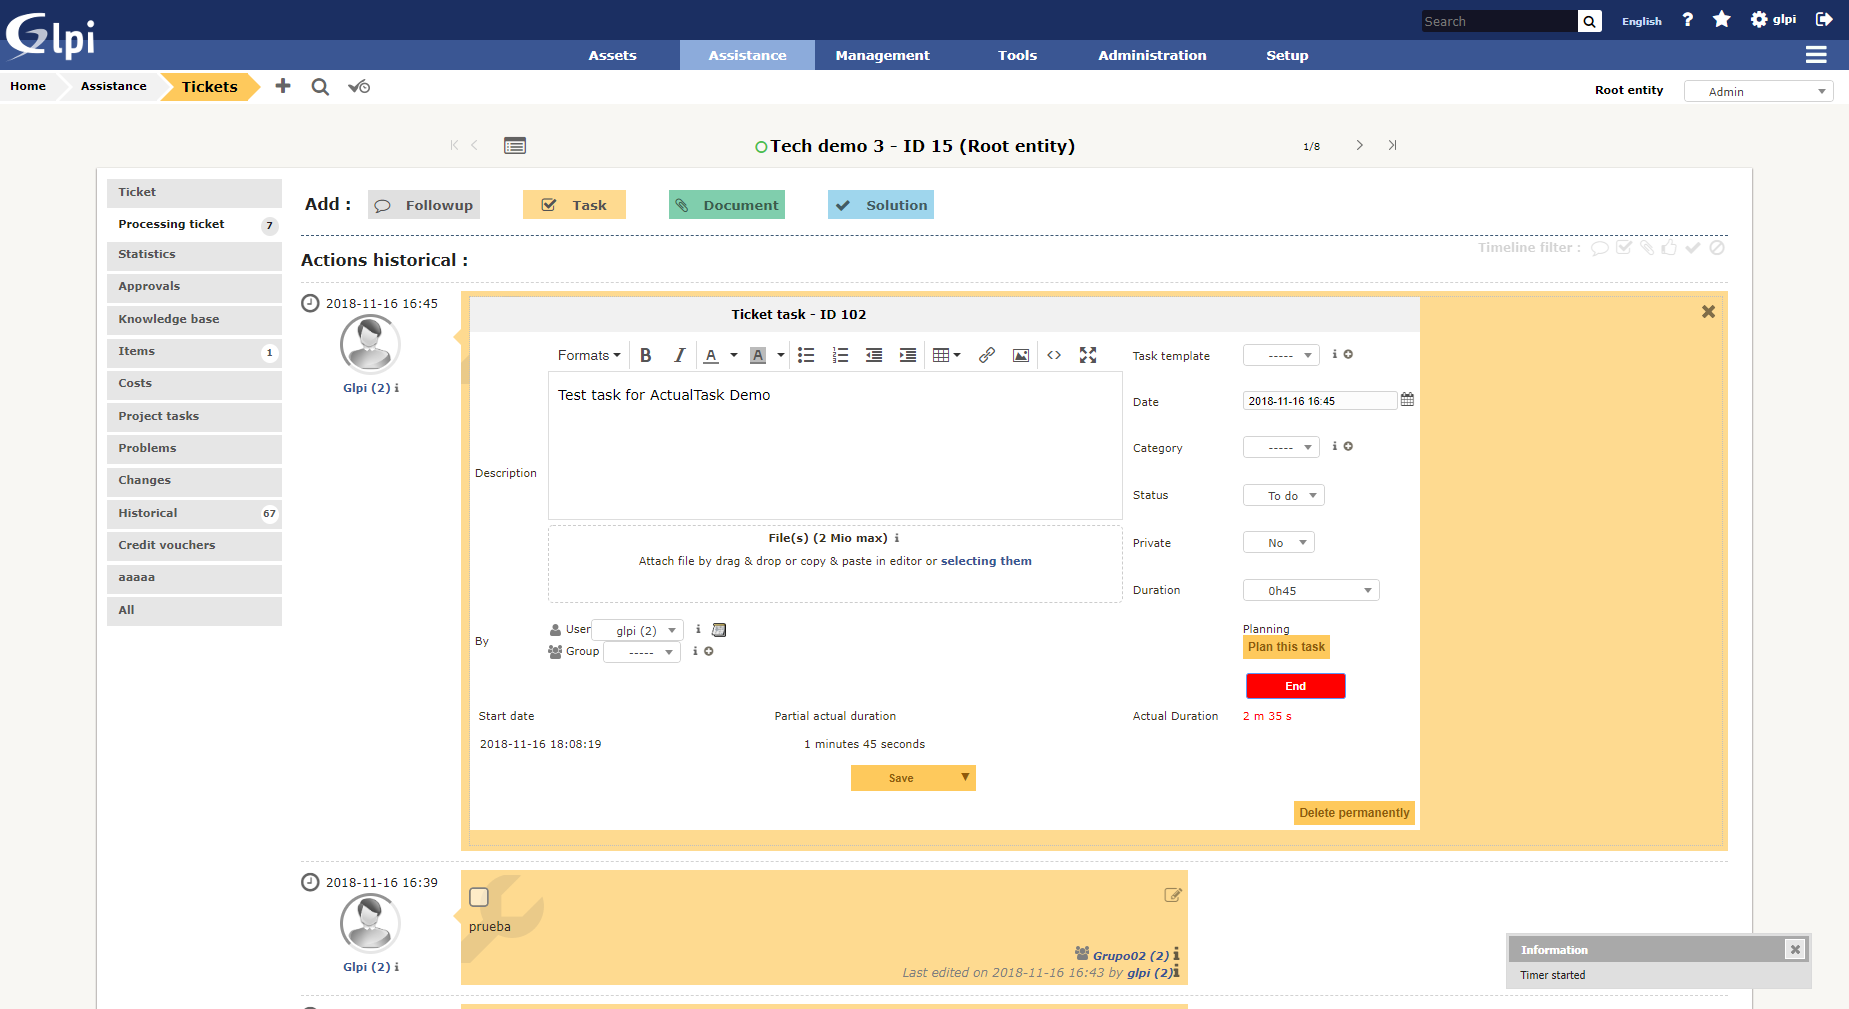 Glpi
Search
English
?
glpi
Assets
Assistance
Management
Tools
Administration
Setup
Home
Assistance
Tickets
Root entity
Admin
Tech demo 3 - ID 15 (Root entity)
1/8
Ticket
Processing ticket 7
Statistics
Approvals
Knowledge base
Items 1
Costs
Project tasks
Problems
Changes
Historical 67
Credit vouchers
aaaaa
All
Add :
Followup
Task
Document
Solution
Timeline filter :
Actions historical :
2018-11-16 16:45
Glpi (2)
Ticket task - ID 102
Formats
B
I
A
A
Test task for ActualTask Demo
Description
File(s) (2 Mio max)
Attach file by drag & drop or copy & paste in editor or selecting them
Task template -----
Date 2018-11-16 16:45
Category -----
Status To do
Private No
Duration 0h45
By
User glpi (2)
Group -----
Planning
Plan this task
End
Start date
Partial actual duration
Actual Duration 2 m 35 s
2018-11-16 18:08:19
1 minutes 45 seconds
Save
Delete permanently
2018-11-16 16:39
Glpi (2)
prueba
Grupo02 (2)
Last edited on 2018-11-16 16:43 by glpi (2)
Information
Timer started